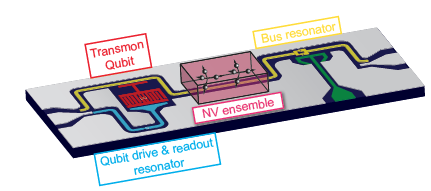 Transmon
Qubit
Bus resonator
NV ensemble
Qubit drive & readout
resonator